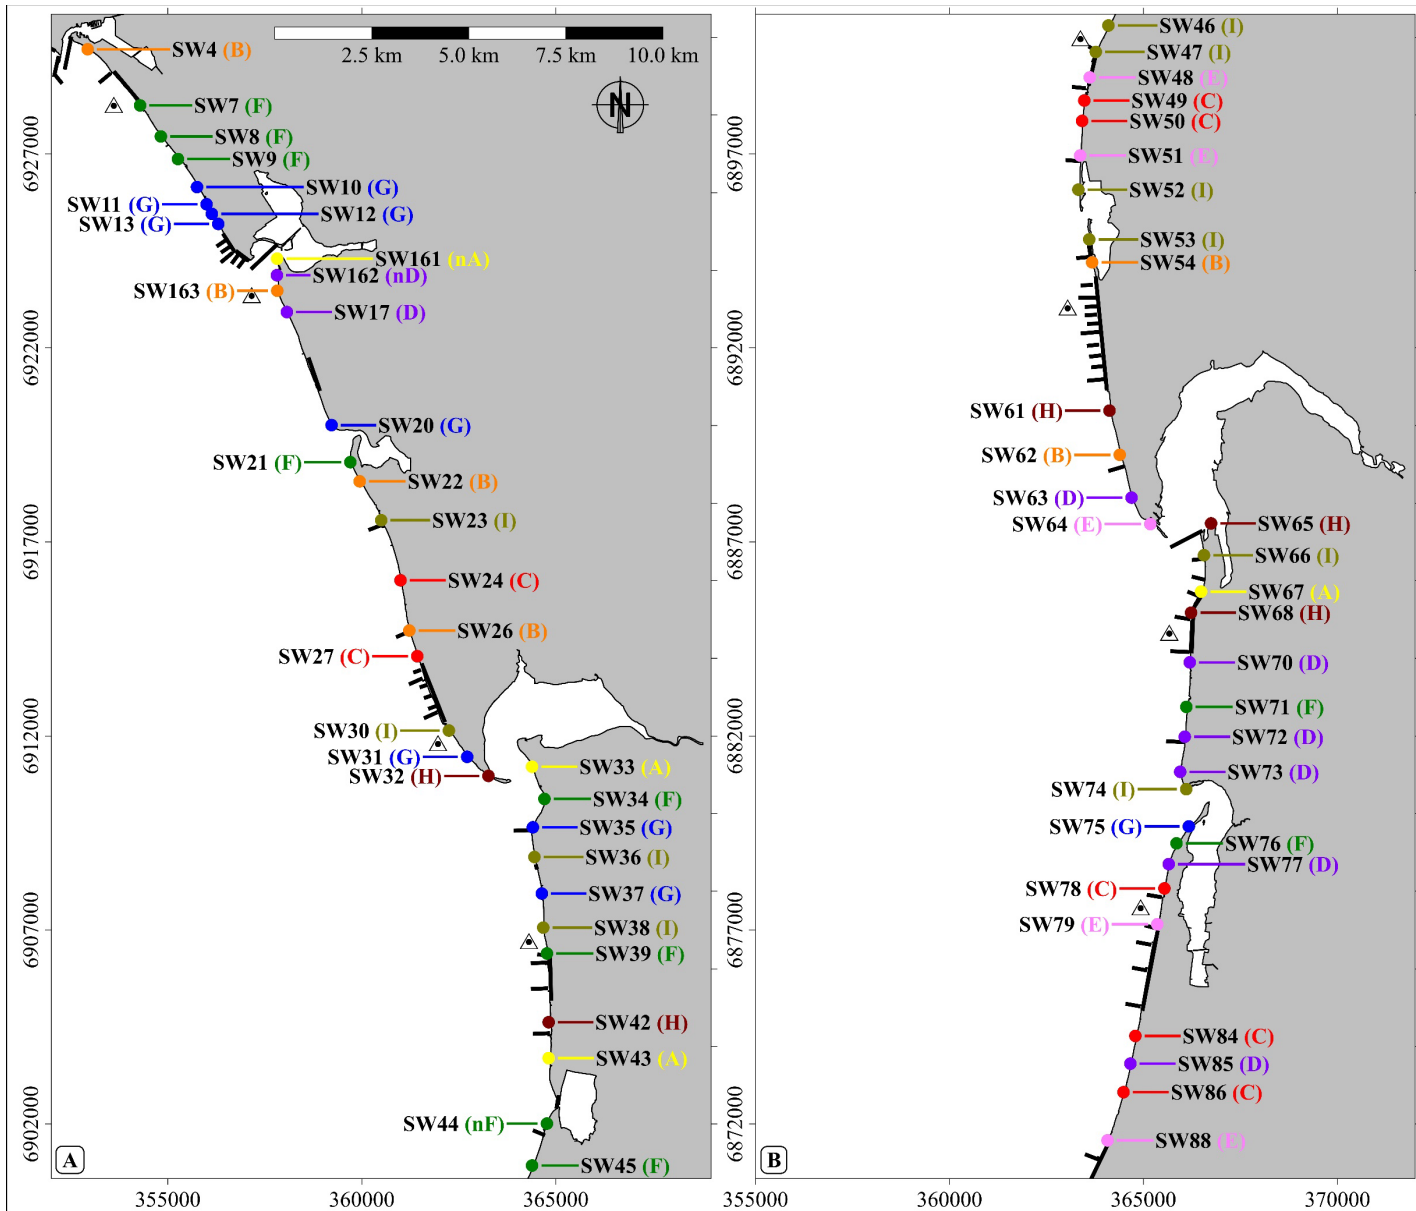 SW4 (B)
2.5 km 5.0 km 7.5 km 10.0 km
N
SW7 (F)
SW8 (F)
SW9 (F)
SW10 (G)
SW11 (G)
SW12 (G)
SW13 (G)
SW161 (nA)
SW162 (nD)
SW163 (B)
SW17 (D)
SW20 (G)
SW21 (F)
SW22 (B)
SW23 (I)
SW24 (C)
SW26 (B)
SW27 (C)
SW30 (I)
SW31 (G)
SW32 (H)
SW33 (A)
SW34 (F)
SW35 (G)
SW36 (I)
SW37 (G)
SW38 (I)
SW39 (F)
SW42 (H)
SW43 (A)
SW44 (nF)
SW45 (F)
6927000
6922000
6917000
6912000
6907000
6902000
A
355000 360000 365000
SW46 (I)
SW47 (I)
SW48 (E)
SW49 (C)
SW50 (C)
SW51 (E)
SW52 (I)
SW53 (I)
SW54 (B)
SW61 (H)
SW62 (B)
SW63 (D)
SW64 (E)
SW65 (H)
SW66 (I)
SW67 (A)
SW68 (H)
SW70 (D)
SW71 (F)
SW72 (D)
SW73 (D)
SW74 (I)
SW75 (G)
SW76 (F)
SW77 (D)
SW78 (C)
SW79 (E)
SW84 (C)
SW85 (D)
SW86 (C)
SW88 (E)
6897000
6892000
6887000
6882000
6877000
6872000
B
355000 360000 365000 370000